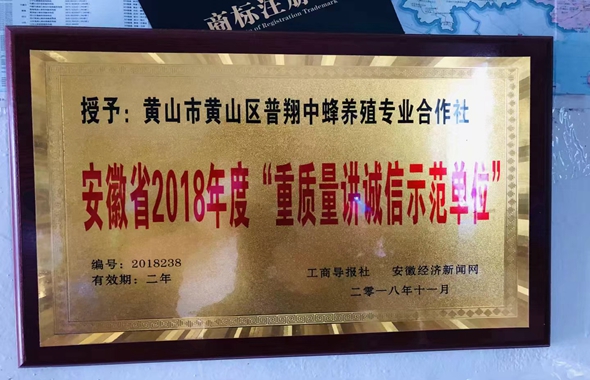 商标注册
of Registration Trademark
授予：黄山市黄山区普翔中蜂养殖专业合作社
安徽省2018年度“重质量讲诚信示范单位”
编号：2018238
有效期：二年
工商导报社 安徽经济新闻网
二零一八年十一月